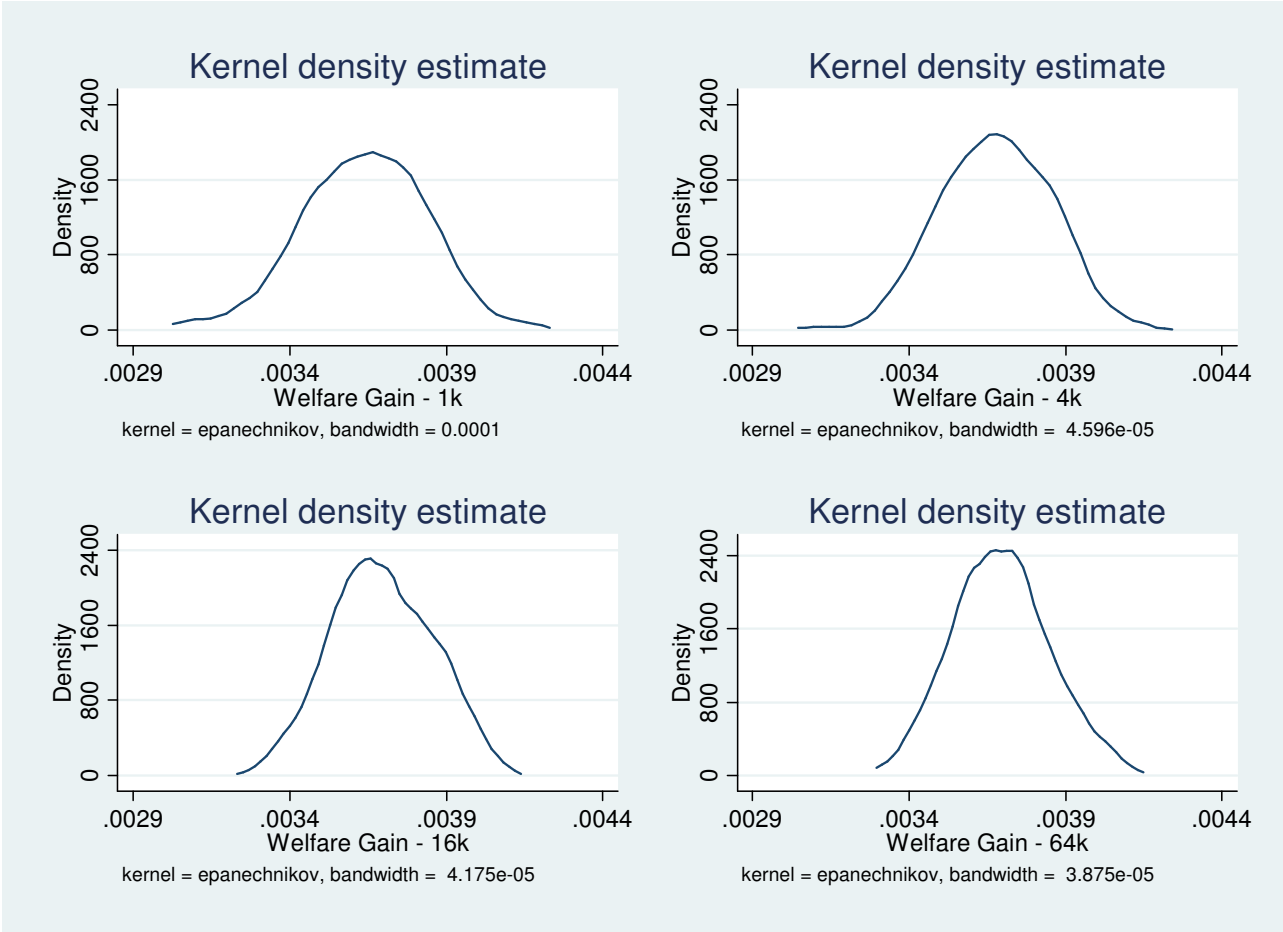 Kernel density estimate
Density
2400
1600
800
0
.0029 .0034 .0039 .0044
Welfare Gain - 1k
kernel = epanechnikov, bandwidth = 0.0001
Kernel density estimate
Density
2400
1600
800
0
.0029 .0034 .0039 .0044
Welfare Gain - 4k
kernel = epanechnikov, bandwidth = 4.596e-05
Kernel density estimate
Density
2400
1600
800
0
.0029 .0034 .0039 .0044
Welfare Gain - 16k
kernel = epanechnikov, bandwidth = 4.175e-05
Kernel density estimate
Density
2400
1600
800
0
.0029 .0034 .0039 .0044
Welfare Gain - 64k
kernel = epanechnikov, bandwidth = 3.875e-05